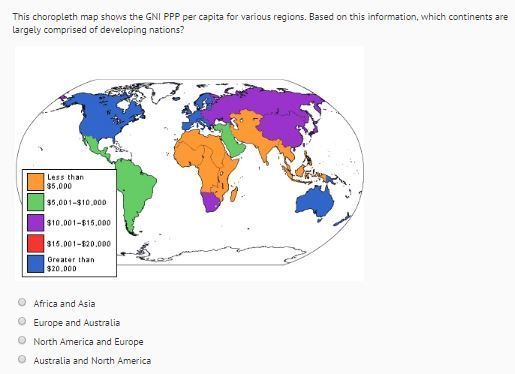 This choropleth map shows the GNI PPP per capita for various regions. Based on this information, which continents are
largely comprised of developing nations?
Less than
$5,000
$5,001-$10,000
$10,001-$15,000
$15,001-$20,000
Greater than
$20,000
Africa and Asia
Europe and Australia
North America and Europe
Australia and North America